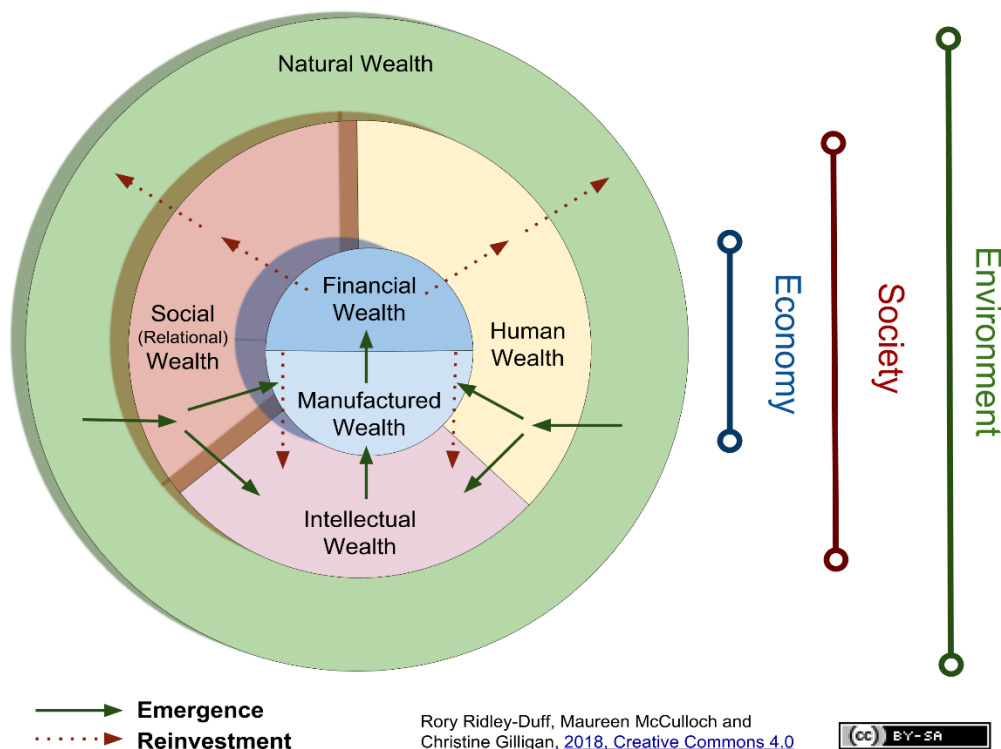 Natural Wealth
Financial
Wealth
Social
(Relational)
Wealth
Human
Wealth
Manufactured
Wealth
Intellectual
Wealth
Economy
Society
Environment
Emergence
Reinvestment
Rory Ridley-Duff, Maureen McCulloch and
Christine Gilligan, 2018, Creative Commons 4.0
(cc) BY-SA